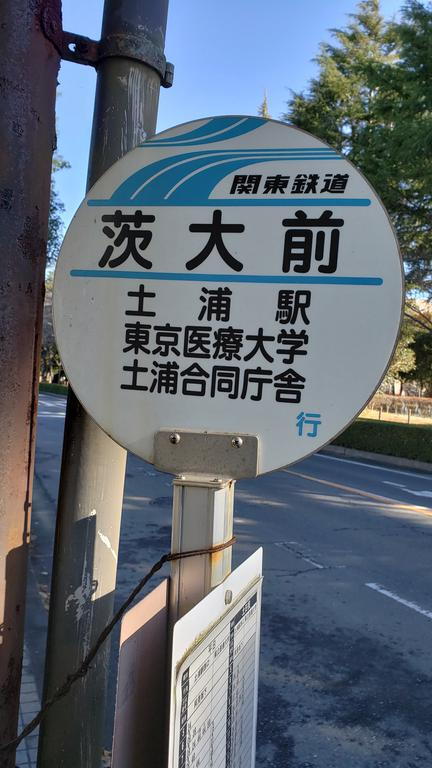 関東鉄道
茨大前
土浦駅
東京医療大学
土浦合同庁舎
行